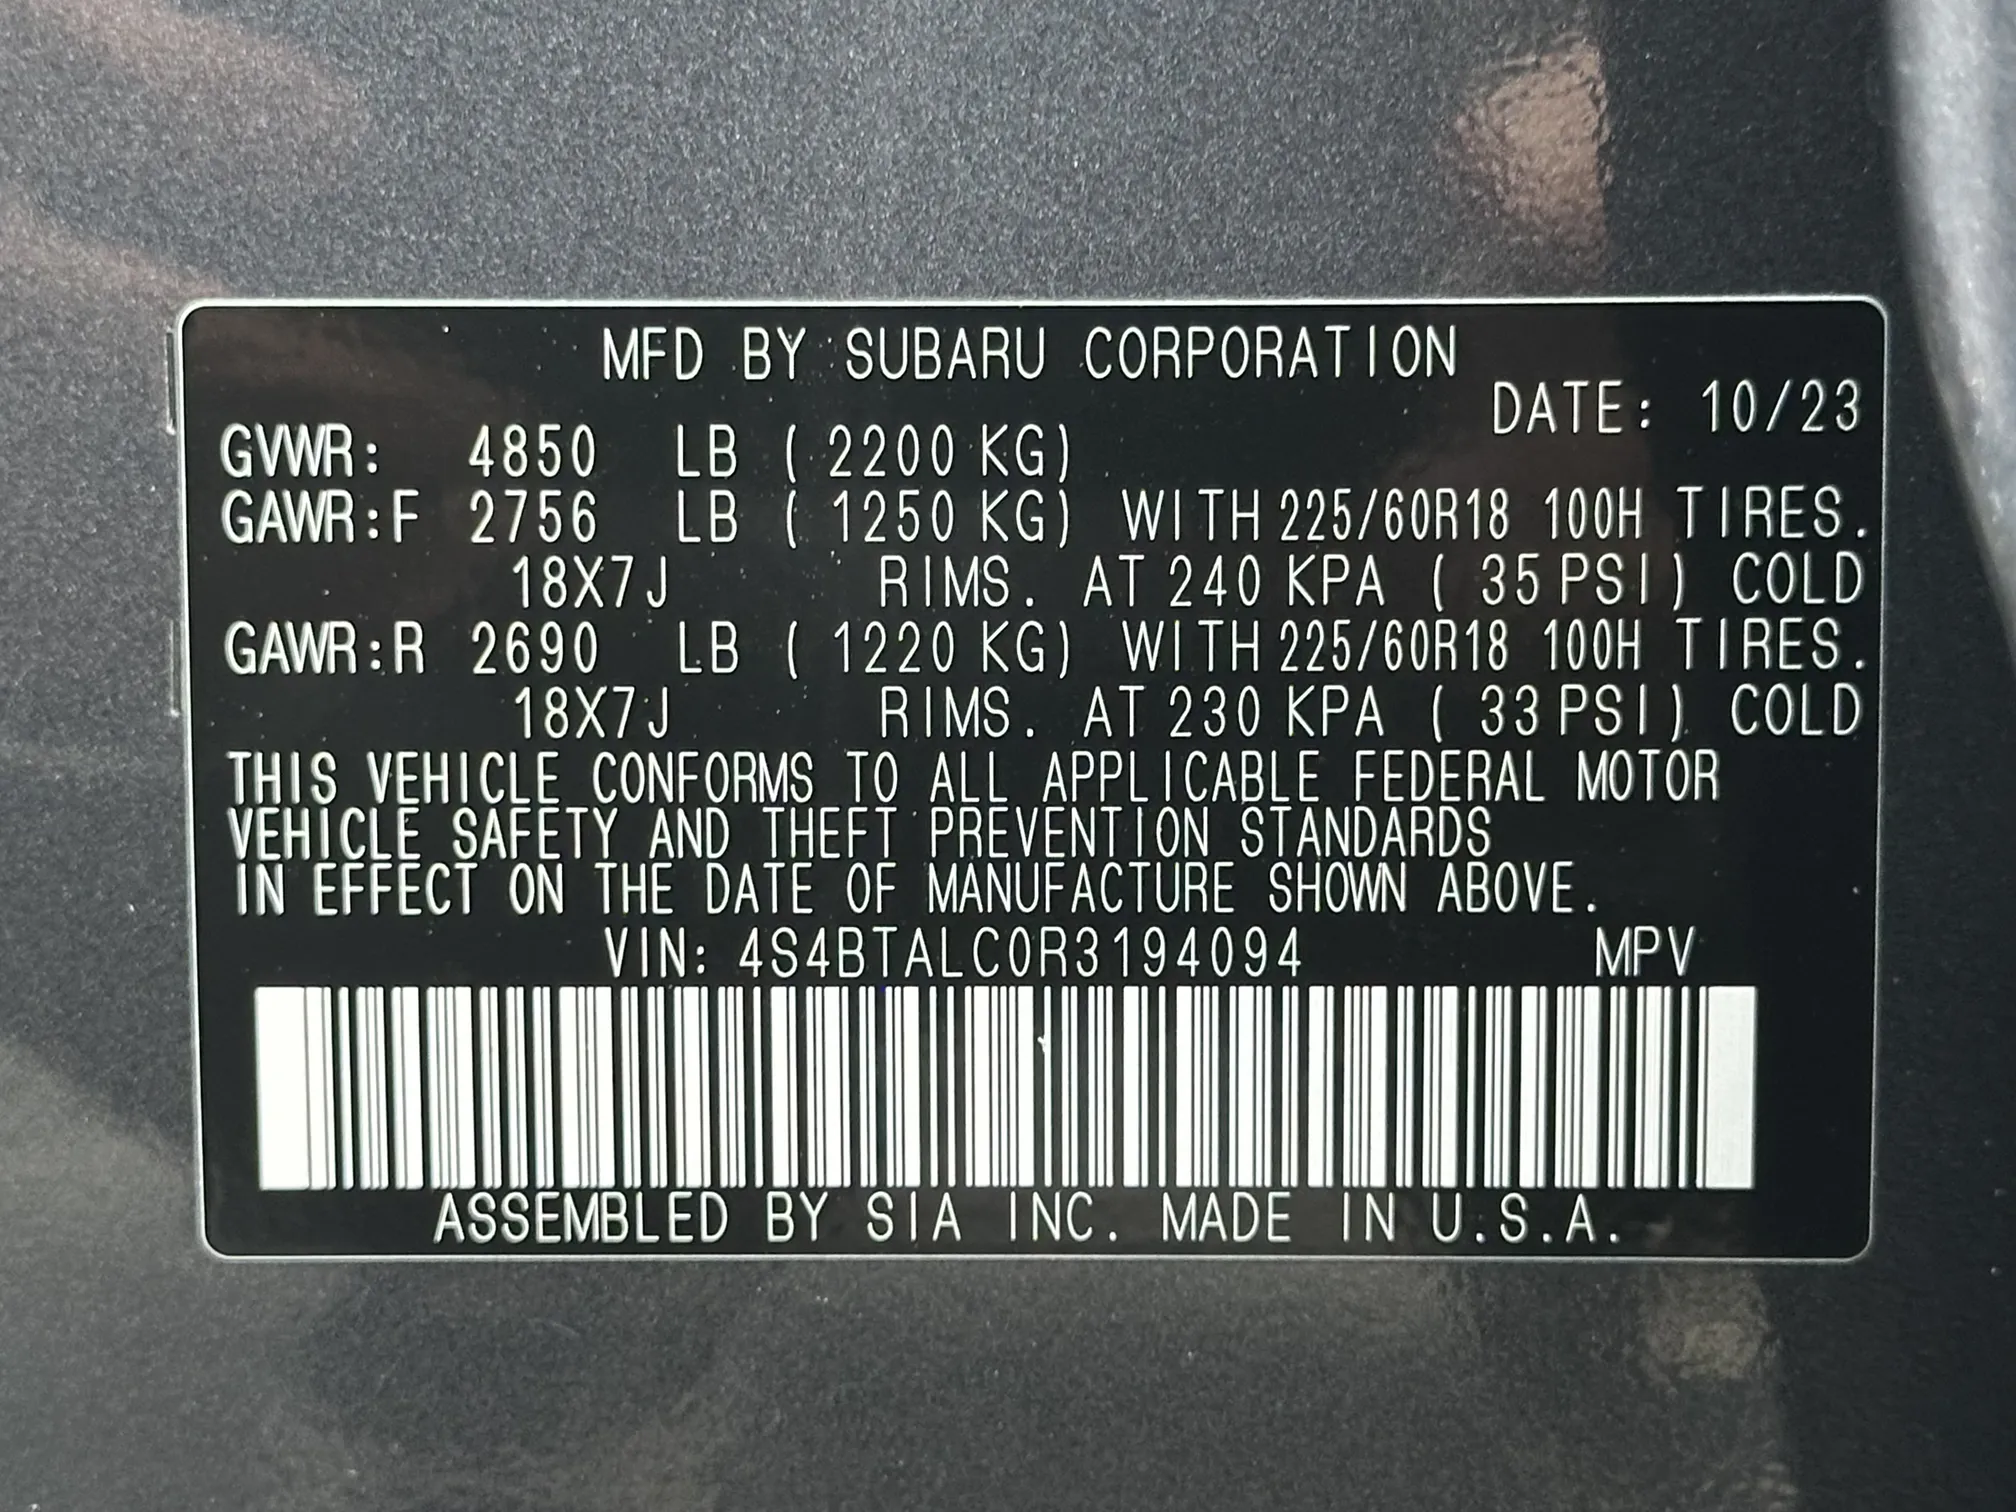 MFD BY SUBARU CORPORATION
DATE: 10/23
GVWR: 4850 LB ( 2200 KG)
GAWR:F 2756 LB ( 1250 KG) WITH 225/60R18 100H TIRES.
18X7J RIMS. AT 240 KPA ( 35 PSI) COLD
GAWR:R 2690 LB ( 1220 KG) WITH 225/60R18 100H TIRES.
18X7J RIMS. AT 230 KPA ( 33 PSI) COLD
THIS VEHICLE CONFORMS TO ALL APPLICABLE FEDERAL MOTOR
VEHICLE SAFETY AND THEFT PREVENTION STANDARDS
IN EFFECT ON THE DATE OF MANUFACTURE SHOWN ABOVE.
VIN: 4S4BTALC0R3194094 MPV
ASSEMBLED BY SIA INC. MADE IN U.S.A.